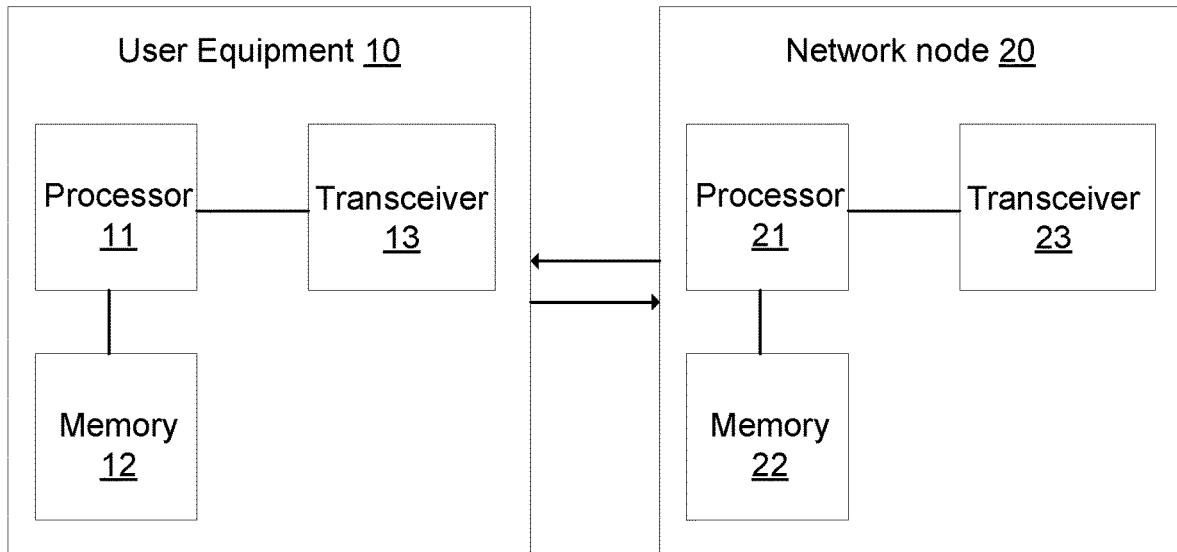 User Equipment 10
Processor
11
Transceiver
13
Memory
12
Network node 20
Processor
21
Transceiver
23
Memory
22